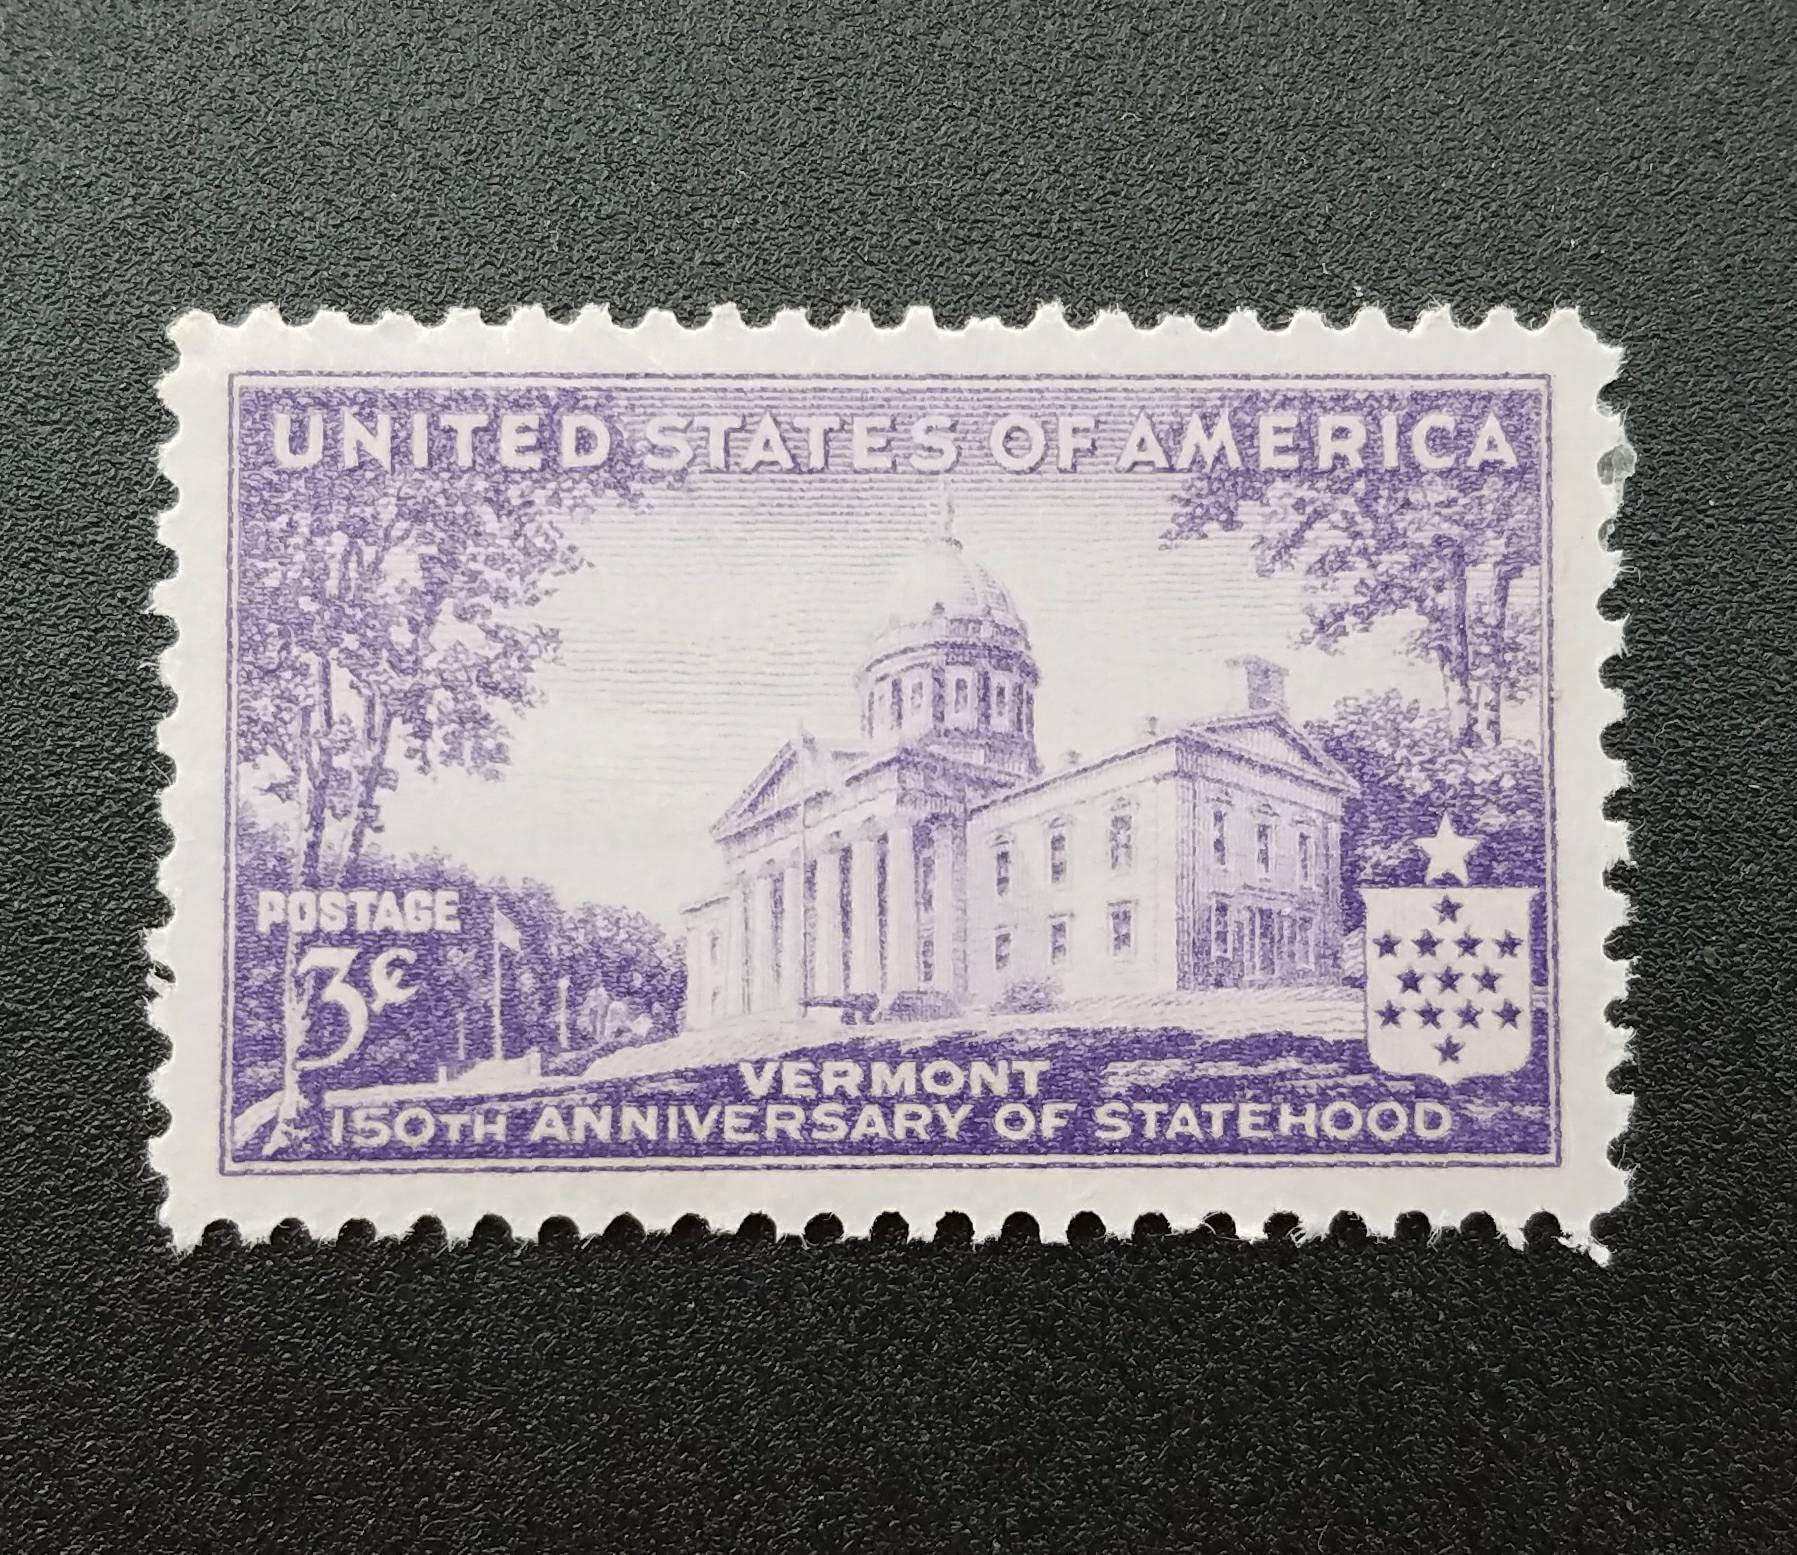 UNITED STATES OF AMERICA
POSTAGE
3¢
VERMONT
150TH ANNIVERSARY OF STATEHOOD